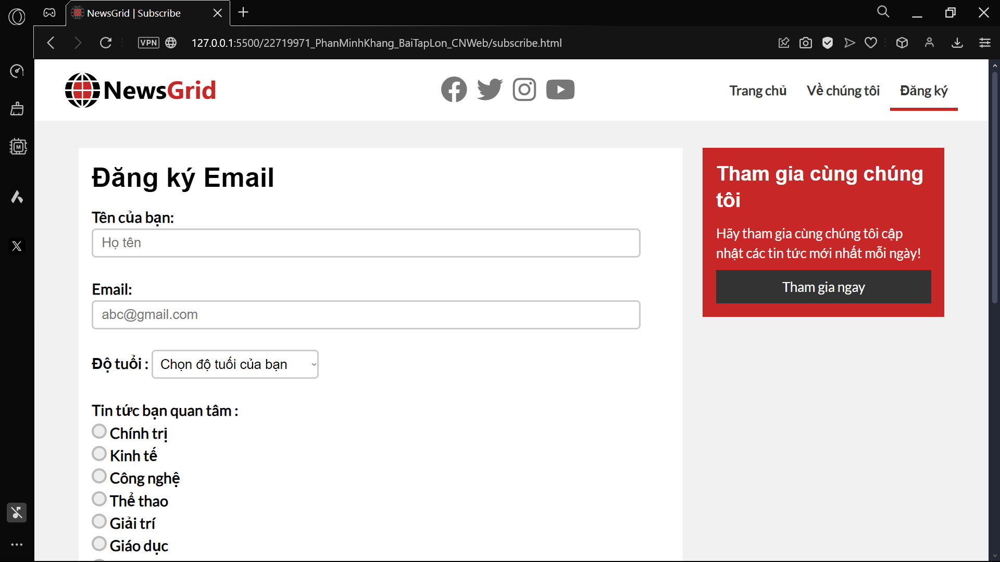 NewsGrid | Subscribe
VPN
127.0.0.1:5500/22719971_PhanMinhKhang_BaiTapLon_CNWeb/subscribe.html
M
X
NewsGrid
Trang chủ
Về chúng tôi
Đăng ký
Đăng ký Email
Tên của bạn:
Họ tên
Email:
abc@gmail.com
Độ tuổi :
Chọn độ tuối của bạn
Tin tức bạn quan tâm :
Chính trị
Kinh tế
Công nghệ
Thể thao
Giải trí
Giáo dục
Tham gia cùng chúng
tôi
Hãy tham gia cùng chúng tôi cập
nhật các tin tức mới nhất mỗi ngày!
Tham gia ngay